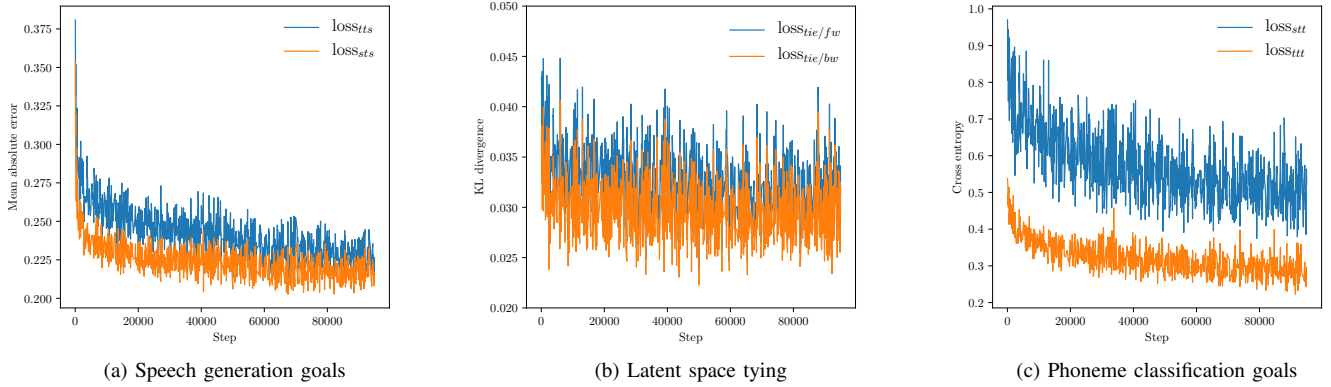 Mean absolute error
0.375
0.350
0.325
0.300
0.275
0.250
0.225
0.200
loss_tts
loss_sts
0 20000 40000 60000 80000
Step
(a) Speech generation goals
KL divergence
0.050
0.045
0.040
0.035
0.030
0.025
0.020
loss_tie/fw
loss_tie/bw
0 20000 40000 60000 80000
Step
(b) Latent space tying
Cross entropy
1.0
0.9
0.8
0.7
0.6
0.5
0.4
0.3
0.2
loss_stt
loss_ttt
0 20000 40000 60000 80000
Step
(c) Phoneme classification goals